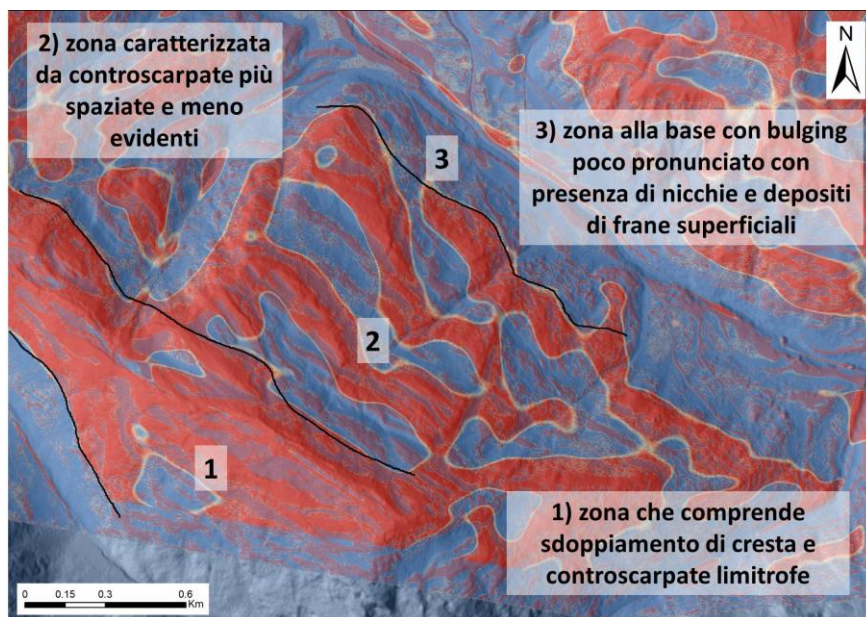 2) zona caratterizzata
da controscarpate più
spaziate e meno
evidenti
N
3) zona alla base con bulging
poco pronunciato con
presenza di nicchie e depositi
di frane superficiali
3
2
1
1) zona che comprende
sdoppiamento di cresta e
controscarpate limitrofe
0 0.15 0.3 0.6
Km